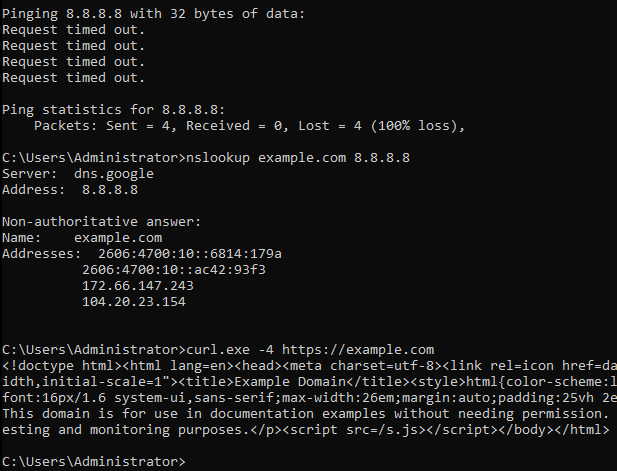 Pinging 8.8.8.8 with 32 bytes of data:
Request timed out.
Request timed out.
Request timed out.
Request timed out.
Ping statistics for 8.8.8.8:
Packets: Sent = 4, Received = 0, Lost = 4 (100% loss),
C:\Users\Administrator>nslookup example.com 8.8.8.8
Server:  dns.google
Address:  8.8.8.8
Non-authoritative answer:
Name:    example.com
Addresses:  2606:4700:10::6814:179a
2606:4700:10::ac42:93f3
172.66.147.243
104.20.23.154
C:\Users\Administrator>curl.exe -4 https://example.com
<!doctype html><html lang=en><head><meta charset=utf-8><link rel=icon href=da
idth,initial-scale=1"><title>Example Domain</title><style>html{color-scheme:l
font:16px/1.6 system-ui,sans-serif;max-width:26em;margin:auto;padding:25vh 2e
This domain is for use in documentation examples without needing permission.
esting and monitoring purposes.</p><script src=/s.js></script></body></html>
C:\Users\Administrator>